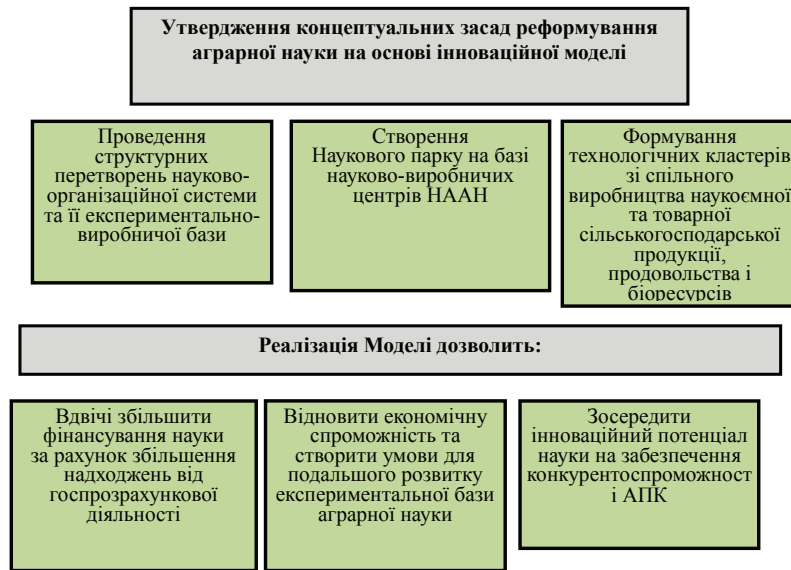 Утвердження концептуальних засад реформування
аграрної науки на основі інноваційної моделі
Проведення
структурних
перетворень науково-
організаційної системи
та її експериментально-
виробничої бази
Створення
Наукового парку на базі
науково-виробничих
центрів НААН
Формування
технологічних кластерів
зі спільного
виробництва наукоємної
та товарної
сільськогосподарської
продукції,
продовольства і
біоресурсів
Реалізація Моделі дозволить:
Вдвічі збільшити
фінансування науки
за рахунок збільшення
надходжень від
госпрозрахункової
діяльності
Відновити економічну
спроможність та
створити умови для
подальшого розвитку
експериментальної бази
аграрної науки
Зосередити
інноваційний потенціал
науки на забезпечення
конкурентоспроможност
і АПК